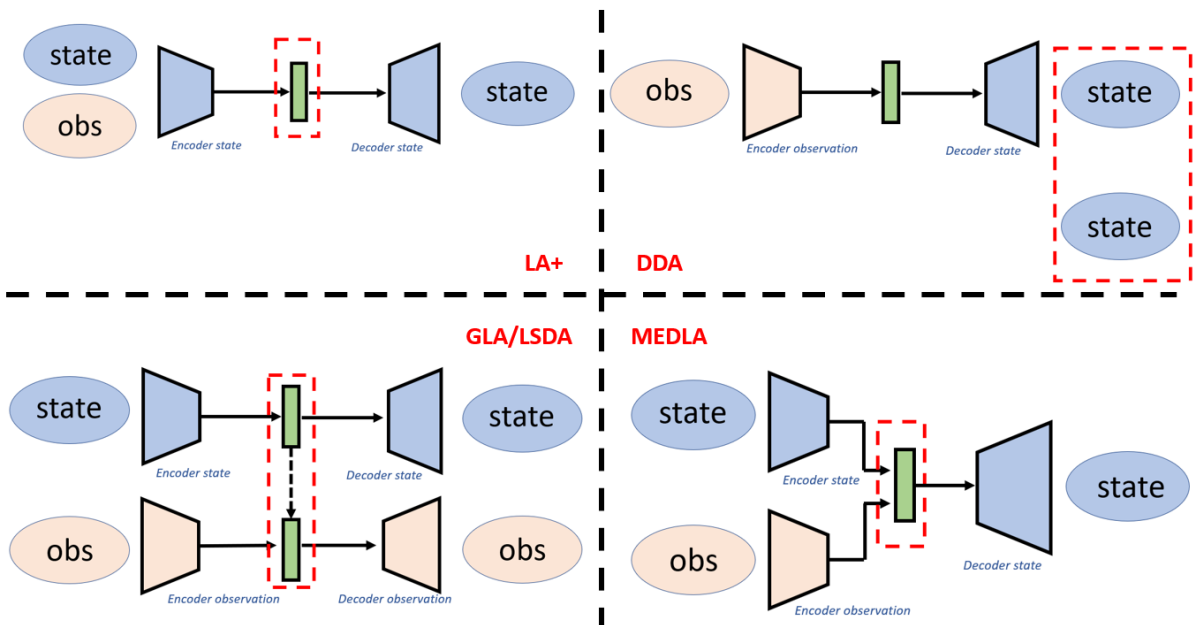 state
obs
Encoder state
Decoder state
state
LA+
obs
Encoder observation
Decoder state
state
state
DDA
GLA/LSDA
state
Encoder state
Decoder state
state
obs
Encoder observation
Decoder observation
obs
MEDLA
state
Encoder state
obs
Encoder observation
Decoder state
state